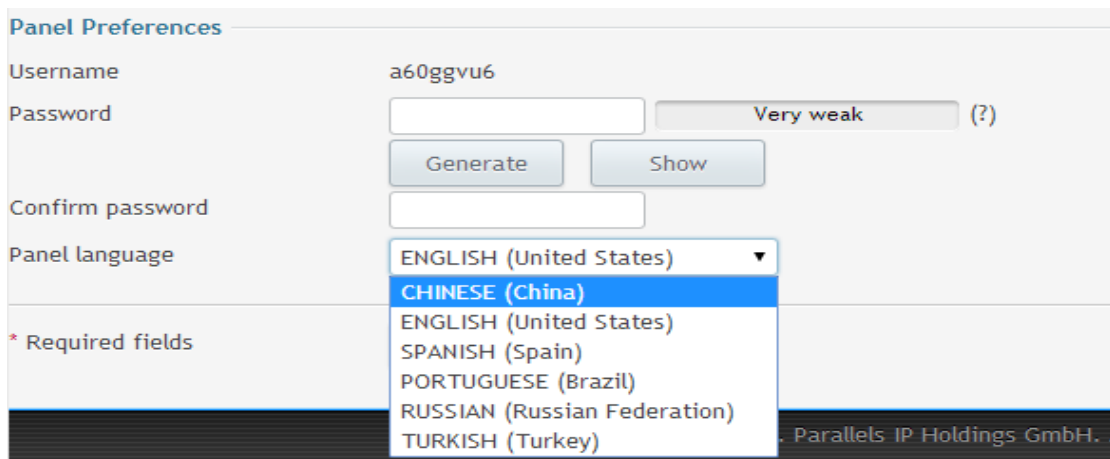 Panel Preferences
Username a60ggvu6
Password Very weak (?)
Generate Show
Confirm password
Panel language ENGLISH (United States)
CHINESE (China)
ENGLISH (United States)
* Required fields
SPANISH (Spain)
PORTUGUESE (Brazil)
RUSSIAN (Russian Federation)
TURKISH (Turkey)
. Parallels IP Holdings GmbH.